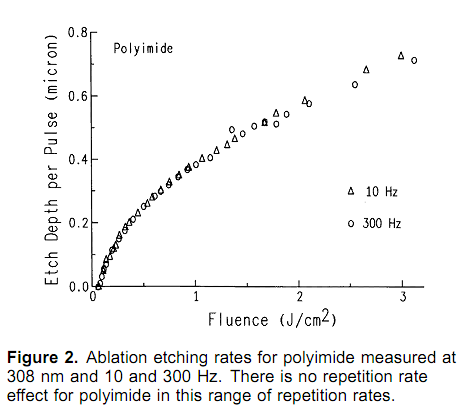 0.8
Polyimide
0.6
0.4
0.2
0.0
Etch Depth per Pulse (micron)
△ 10 Hz
○ 300 Hz
0
1
2
3
Fluence (J/cm2)
Figure 2. Ablation etching rates for polyimide measured at
308 nm and 10 and 300 Hz. There is no repetition rate
effect for polyimide in this range of repetition rates.